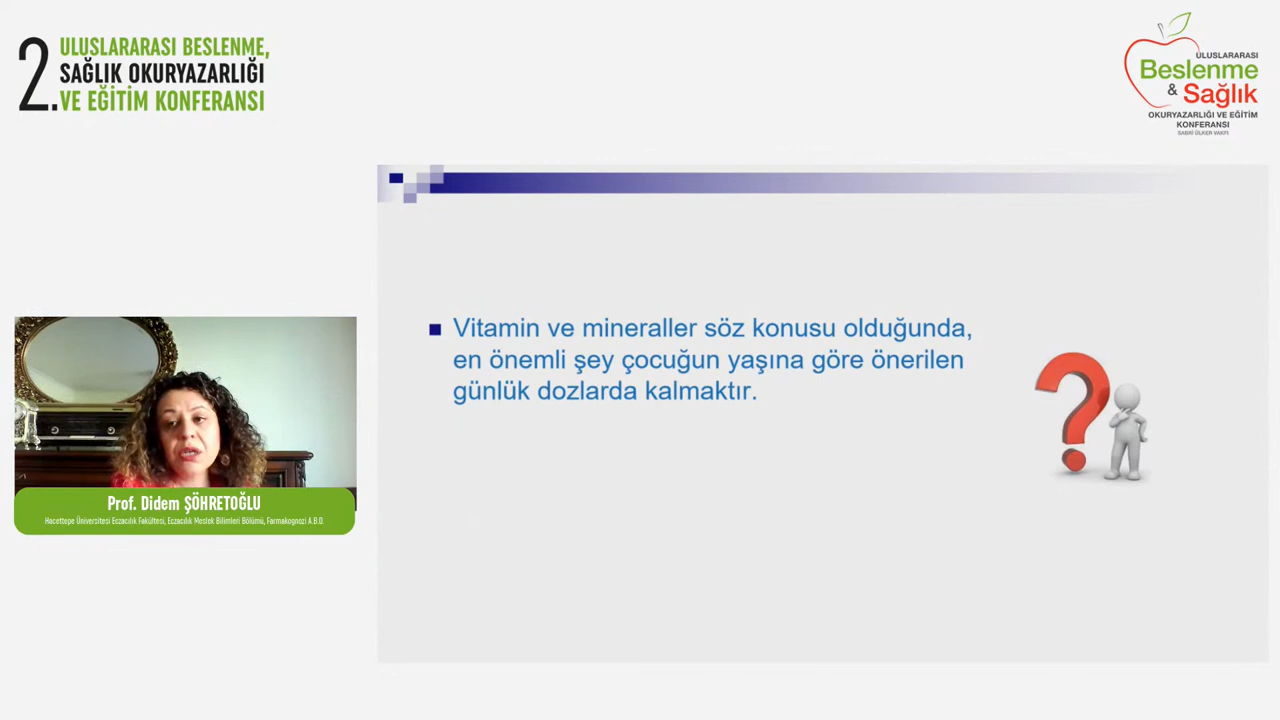 2.
ULUSLARARASI BESLENME,
SAĞLIK OKURYAZARLIĞI
VE EĞİTİM KONFERANSI
ULUSLARARASI
Beslenme
& Sağlık
OKURYAZARLIĞI VE EĞİTİM
KONFERANSI
SABRİ ÜLKER VAKFI
Vitamin ve mineraller söz konusu olduğunda,
en önemli şey çocuğun yaşına göre önerilen
günlük dozlarda kalmaktır.
?
Prof. Didem ŞÖHRETOĞLU
Hacettepe Üniversitesi Eczacılık Fakültesi, Eczacılık Meslek Bilimleri Bölümü, Farmakognozi A.B.D.